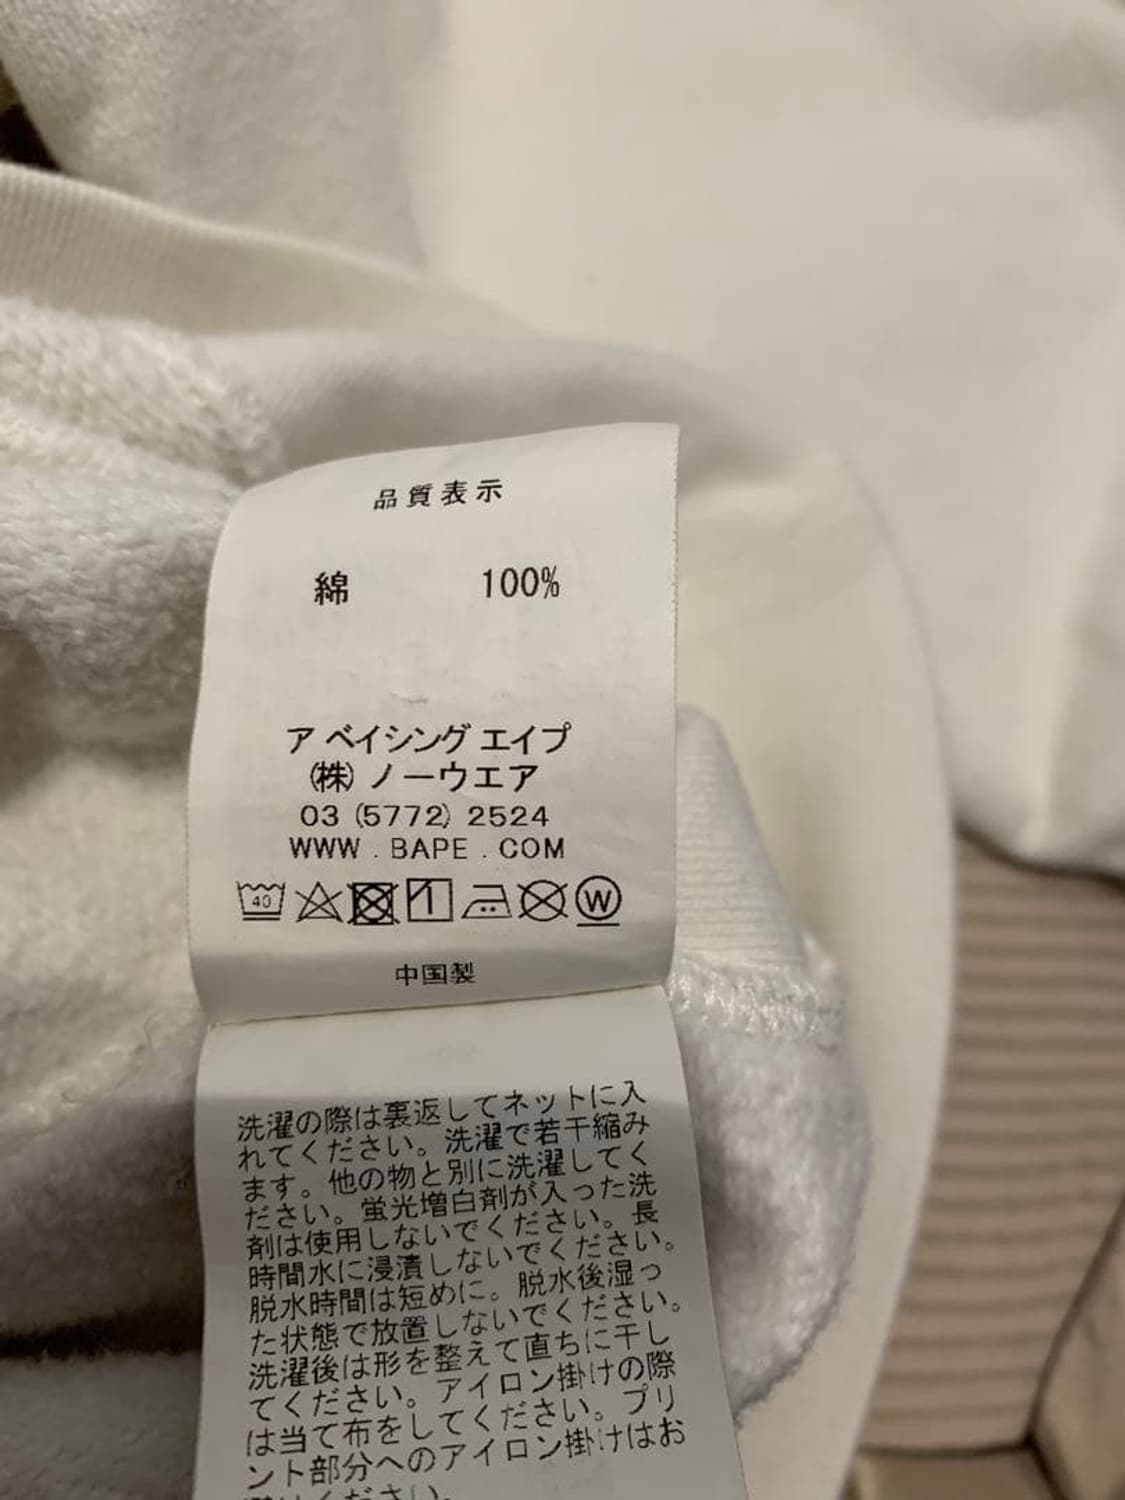 品質表示
綿 100%
ア ベイシング エイプ
(株) ノーウエア
03 (5772) 2524
WWW . BAPE . COM
40
W
中国製
洗濯の際は裏返してネットに入
れてください。洗濯で若干縮み
ます。他の物と別に洗濯してく
ださい。蛍光増白剤が入った洗
剤は使用しないでください。長
時間水に浸漬しないでください。
脱水時間は短めに。脱水後湿っ
た状態で放置しないでください。
洗濯後は形を整えて直ちに干し
てください。アイロン掛けの際
は当て布をしてください。プリ
ント部分へのアイロン掛けはお
ください。